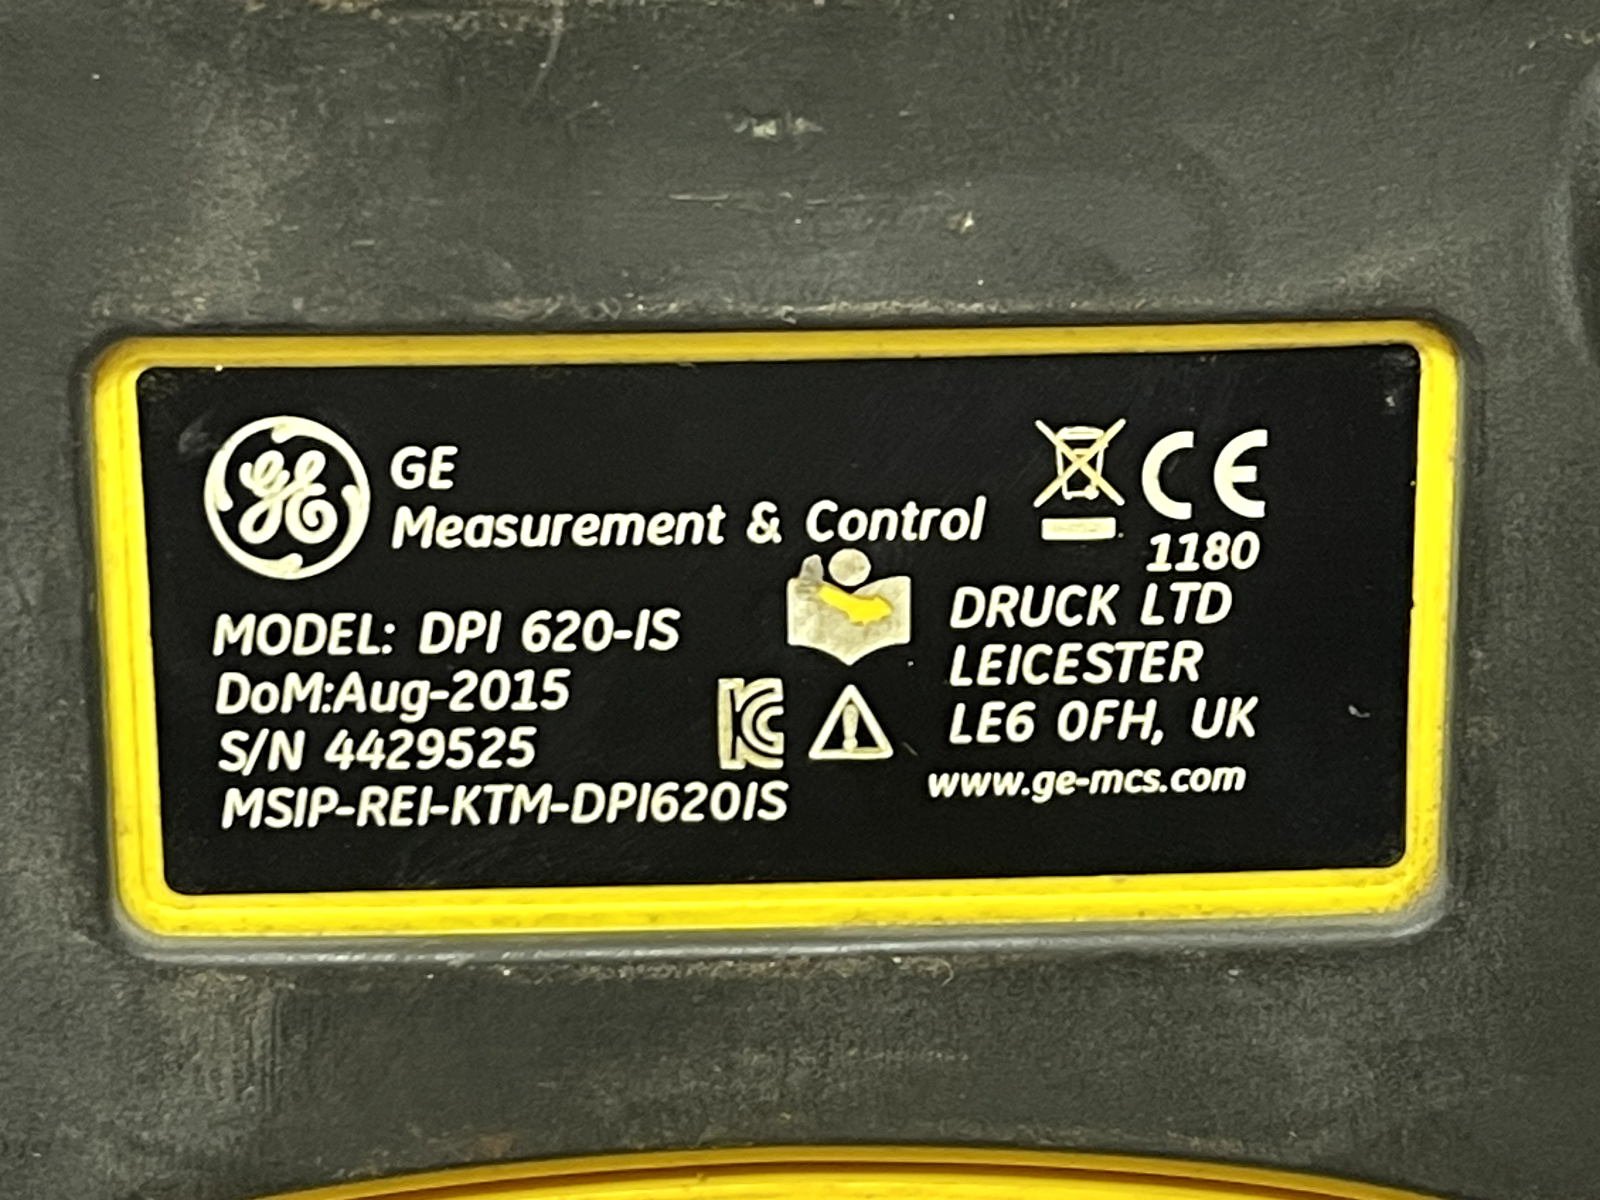 GE
Measurement & Control
CE
1180
MODEL: DPI 620-IS
DoM:Aug-2015
S/N 4429525
MSIP-REI-KTM-DPI620IS
DRUCK LTD
LEICESTER
LE6 0FH, UK
www.ge-mcs.com